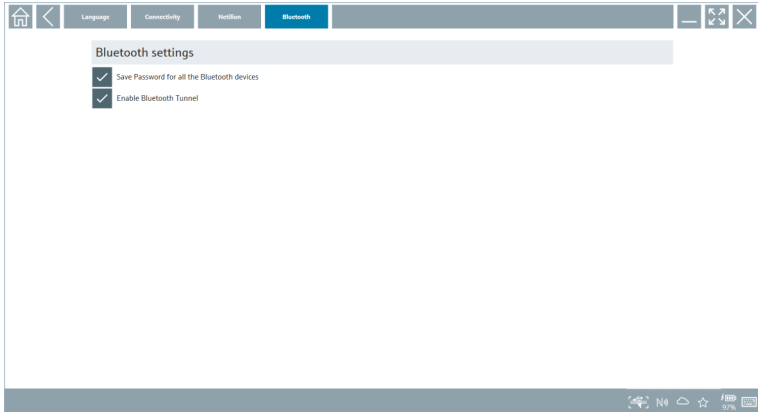 Language Connectivity Netilion Bluetooth
Bluetooth settings
Save Password for all the Bluetooth devices
Enable Bluetooth Tunnel
97%